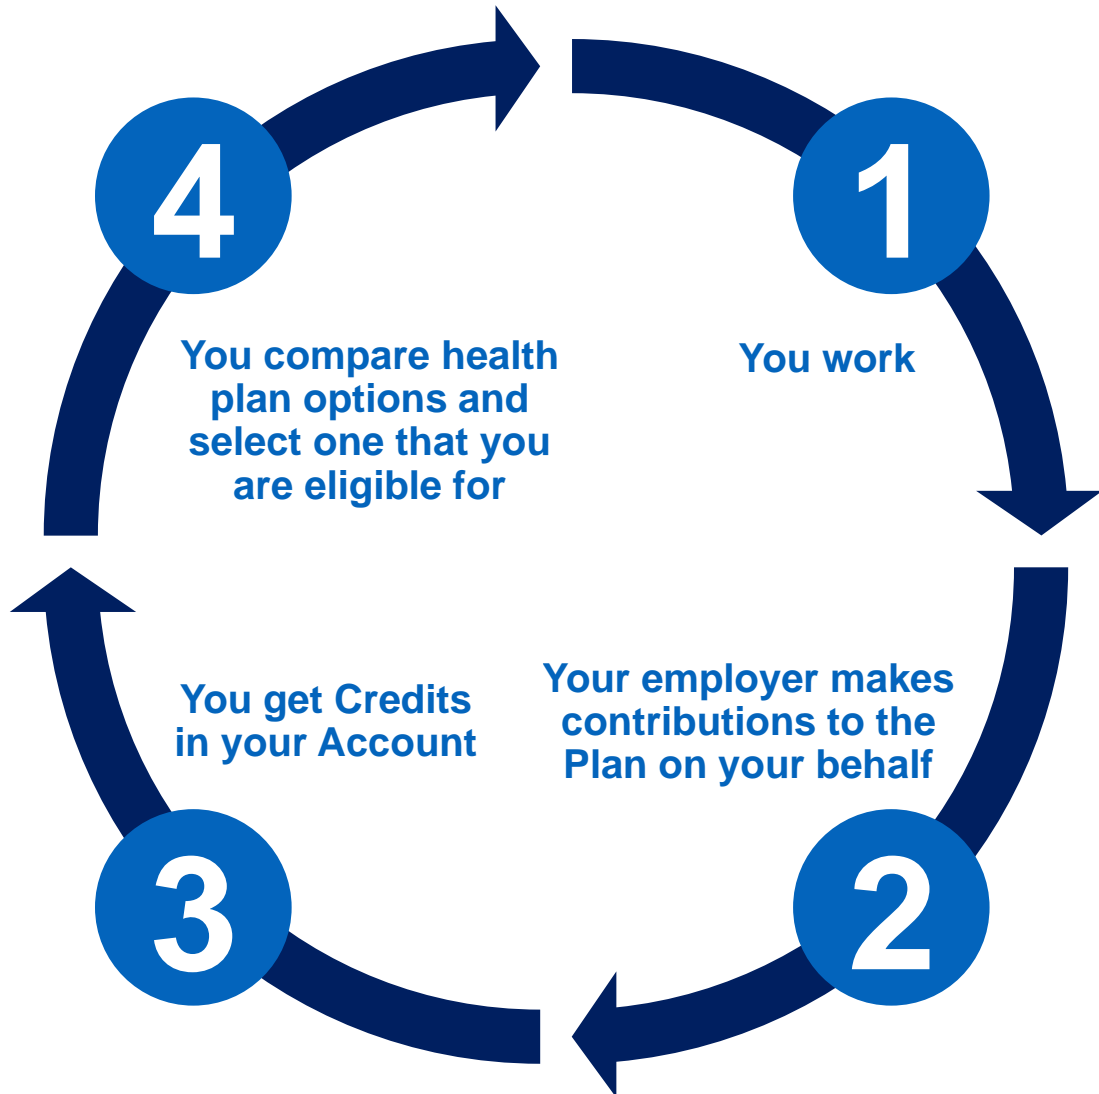 1
You work
2
Your employer makes
contributions to the
Plan on your behalf
3
You get Credits
in your Account
4
You compare health
plan options and
select one that you
are eligible for